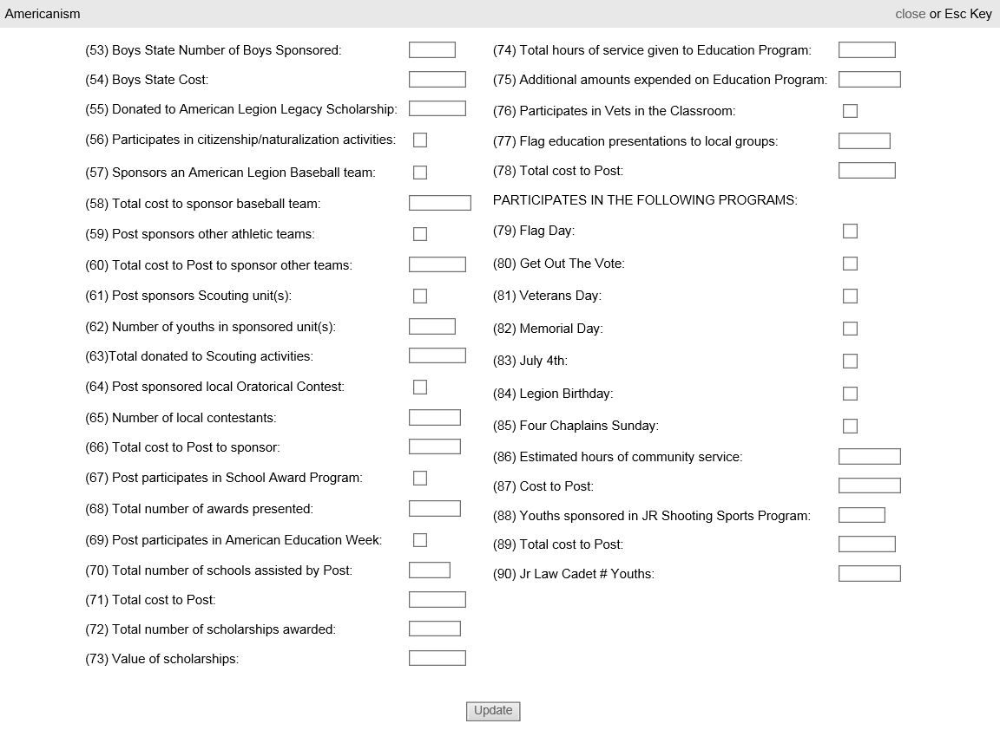 Americanism
close or Esc Key
(53) Boys State Number of Boys Sponsored:
(54) Boys State Cost:
(55) Donated to American Legion Legacy Scholarship:
(56) Participates in citizenship/naturalization activities:
(57) Sponsors an American Legion Baseball team:
(58) Total cost to sponsor baseball team:
(59) Post sponsors other athletic teams:
(60) Total cost to Post to sponsor other teams:
(61) Post sponsors Scouting unit(s):
(62) Number of youths in sponsored unit(s):
(63)Total donated to Scouting activities:
(64) Post sponsored local Oratorical Contest:
(65) Number of local contestants:
(66) Total cost to Post to sponsor:
(67) Post participates in School Award Program:
(68) Total number of awards presented:
(69) Post participates in American Education Week:
(70) Total number of schools assisted by Post:
(71) Total cost to Post:
(72) Total number of scholarships awarded:
(73) Value of scholarships:
(74) Total hours of service given to Education Program:
(75) Additional amounts expended on Education Program:
(76) Participates in Vets in the Classroom:
(77) Flag education presentations to local groups:
(78) Total cost to Post:
PARTICIPATES IN THE FOLLOWING PROGRAMS:
(79) Flag Day:
(80) Get Out The Vote:
(81) Veterans Day:
(82) Memorial Day:
(83) July 4th:
(84) Legion Birthday:
(85) Four Chaplains Sunday:
(86) Estimated hours of community service:
(87) Cost to Post:
(88) Youths sponsored in JR Shooting Sports Program:
(89) Total cost to Post:
(90) Jr Law Cadet # Youths:
Update